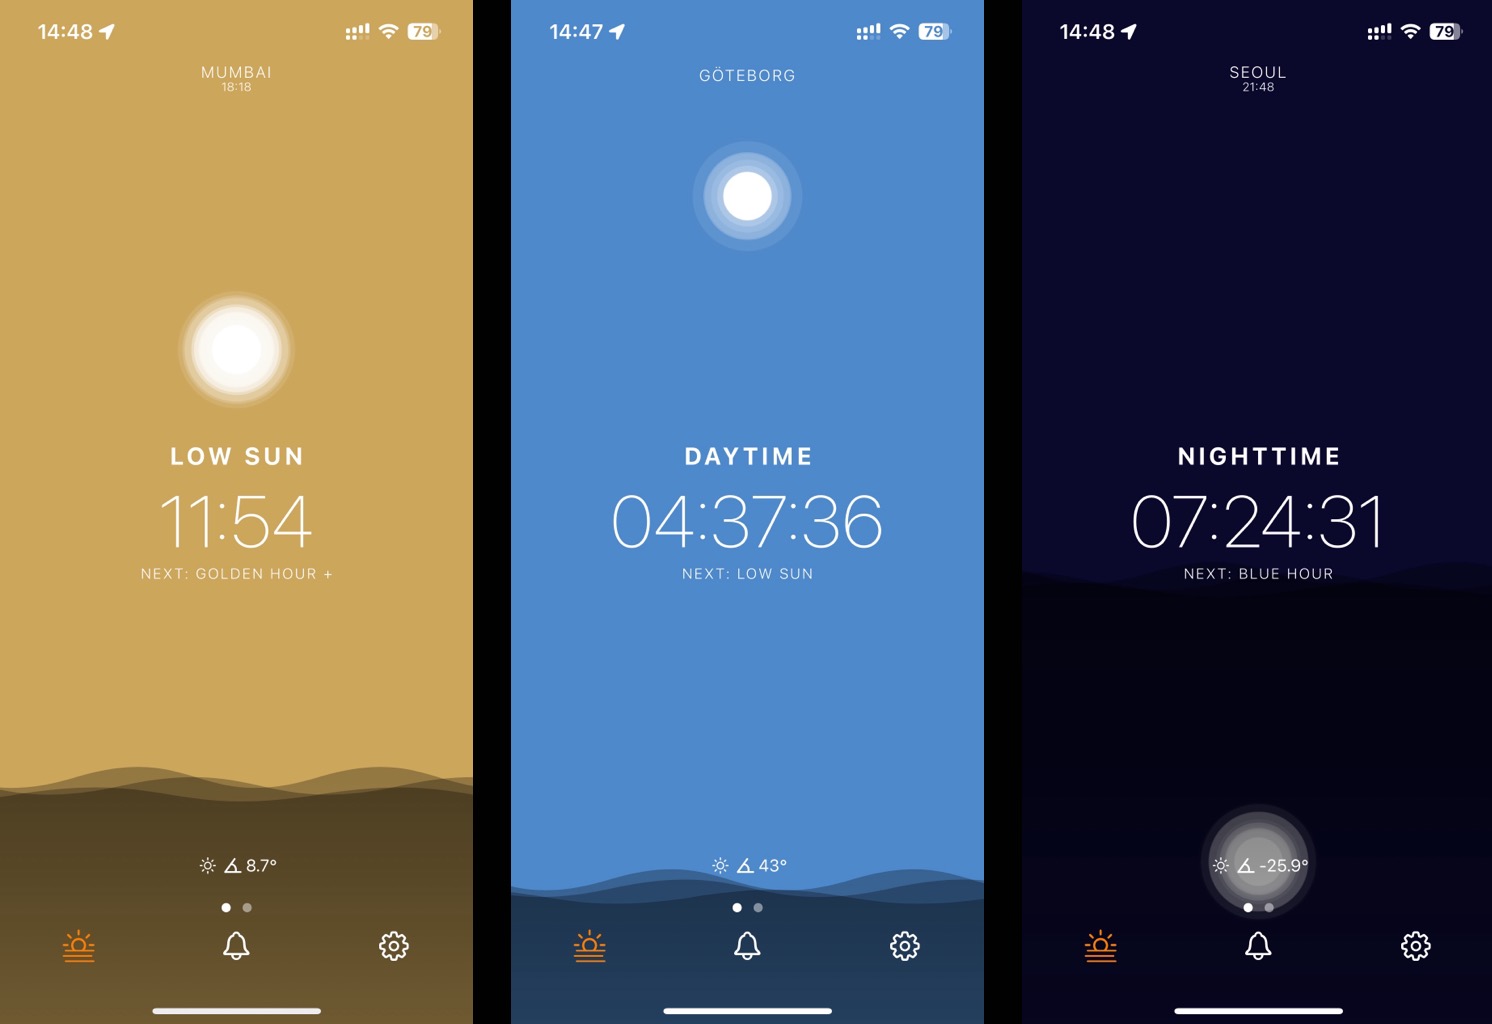 14:48
79
MUMBAI
18:18
LOW SUN
11:54
NEXT: GOLDEN HOUR +
8.7°
14:47
79
GÖTEBORG
DAYTIME
04:37:36
NEXT: LOW SUN
43°
14:48
79
SEOUL
21:48
NIGHTTIME
07:24:31
NEXT: BLUE HOUR
-25.9°